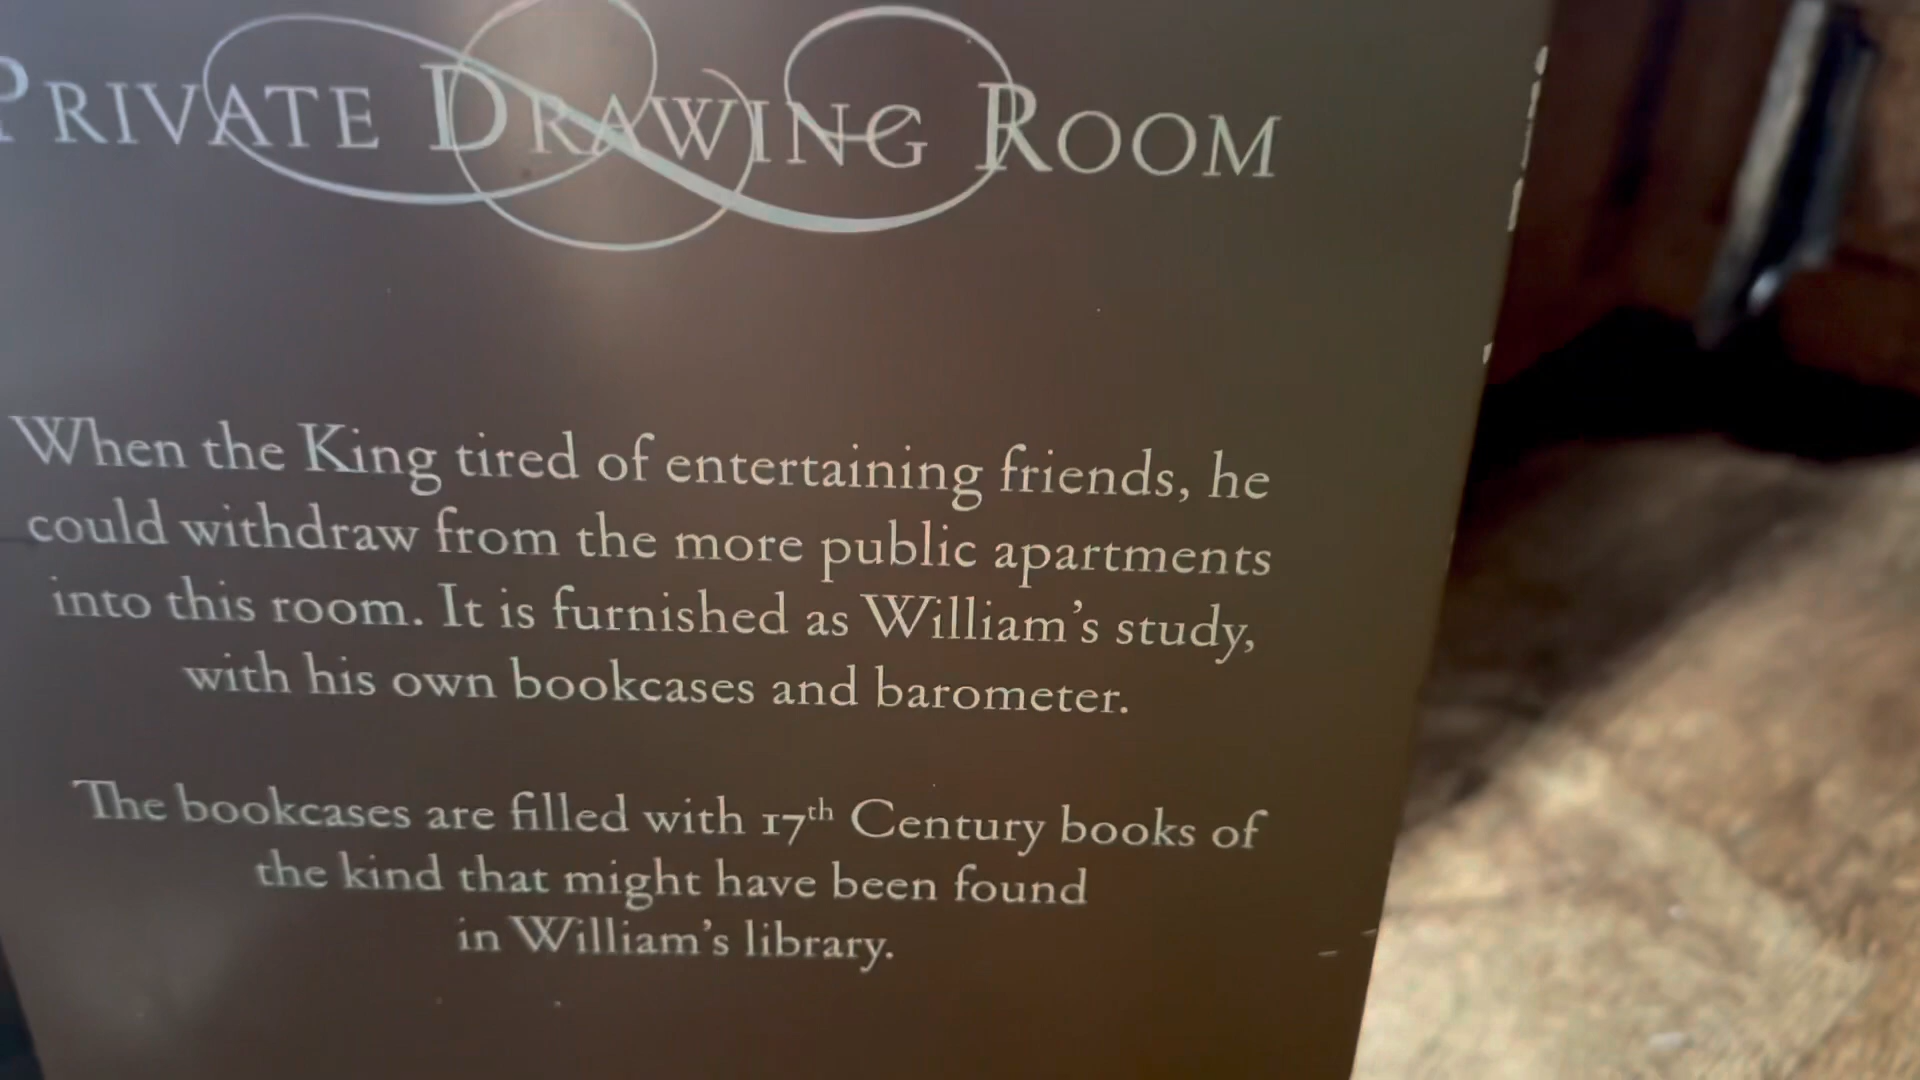 PRIVATE DRAWING ROOM
When the King tired of entertaining friends, he
could withdraw from the more public apartments
into this room. It is furnished as William's study,
with his own bookcases and barometer.
The bookcases are filled with 17th Century books of
the kind that might have been found
in William's library.